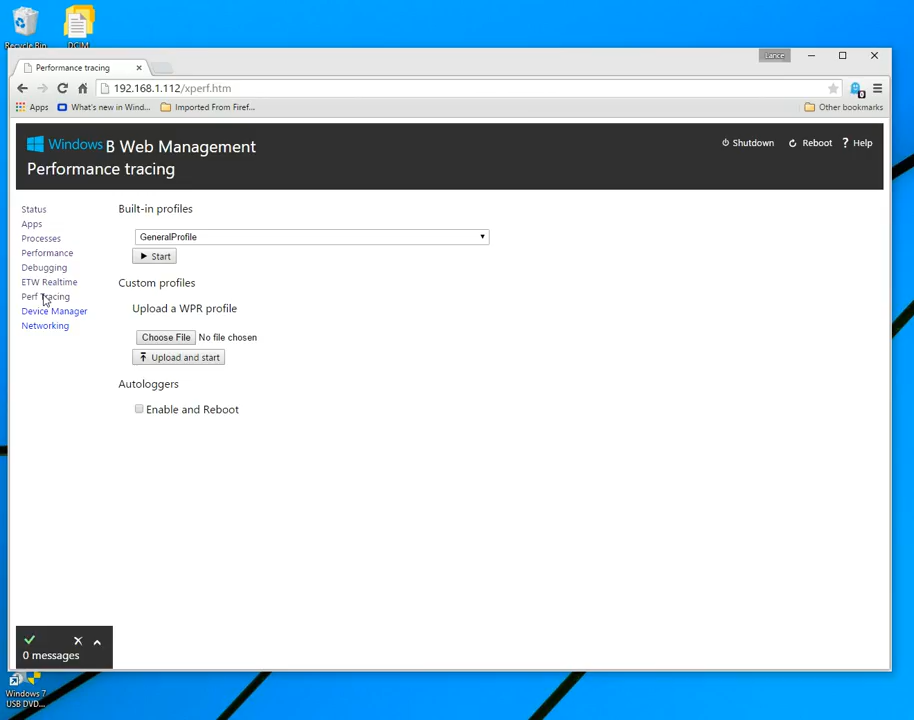 Recycle Bin
DCIM
Lance
Performance tracing
192.168.1.112/xperf.htm
Apps
What's new in Wind...
Imported From Firef...
Other bookmarks
Windows B Web Management
Performance tracing
Shutdown
Reboot
? Help
Status
Apps
Processes
Performance
Debugging
ETW Realtime
Perf Tracing
Device Manager
Networking
Built-in profiles
GeneralProfile
Start
Custom profiles
Upload a WPR profile
Choose File No file chosen
Upload and start
Autologgers
Enable and Reboot
0 messages
Windows 7
USB DVD...